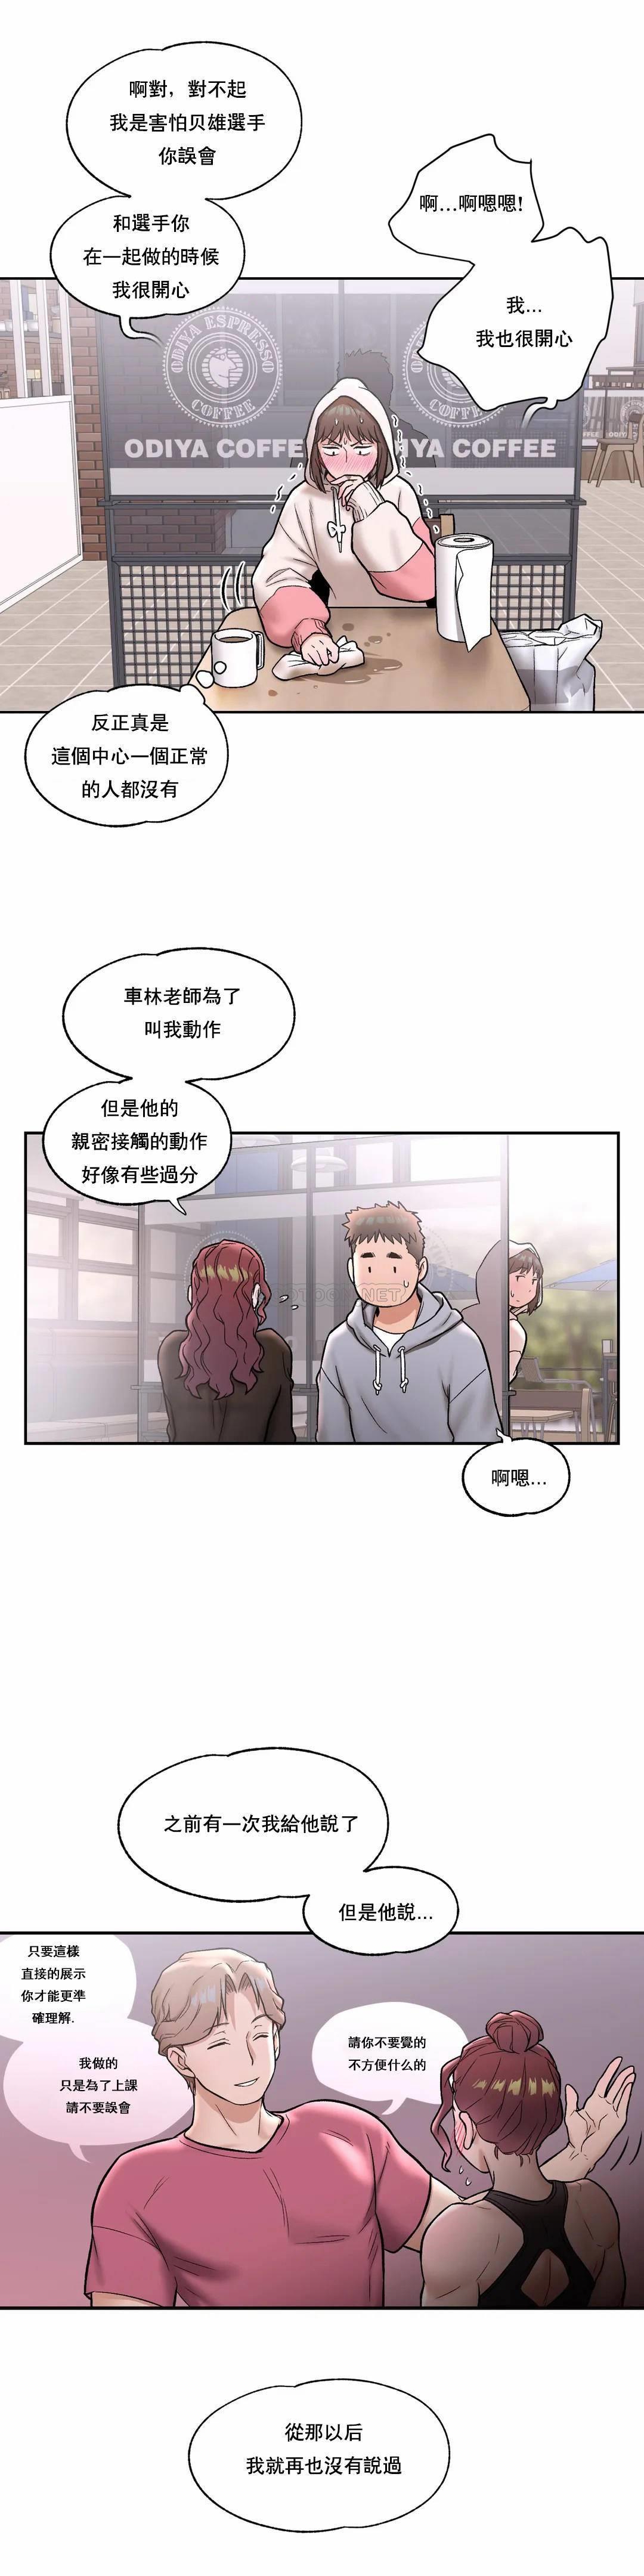 啊對，對不起
我是害怕贝雄選手
你誤會
和選手你
在一起做的時候
我很開心
啊...啊嗯嗯!
我...
我也很開心
ODIYA ESPRESSO
COFFEE
ODIYA COFFE
COFFEE
IYA COFFEE
反正真是
這個中心一個正常
的人都沒有
車林老師為了
叫我動作
但是他的
親密接觸的動作
好像有些過分
啊嗯...
之前有一次我給他說了
但是他說...
只要這樣
直接的展示
你才能更準
確理解.
我做的
只是為了上課
請不要誤會
請你不要覺的
不方便什么的
從那以后
我就再也沒有說過